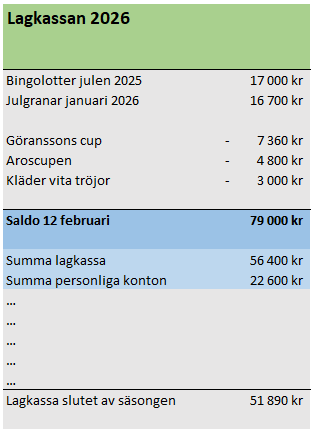 Lagkassan 2026
Bingolotter julen 2025 17 000 kr
Julgranar januari 2026 16 700 kr
Göranssons cup - 7 360 kr
Aroscupen - 4 800 kr
Kläder vita tröjor - 3 000 kr
Saldo 12 februari 79 000 kr
Summa lagkassa 56 400 kr
Summa personliga konton 22 600 kr
...
...
...
...
...
Lagkassa slutet av säsongen 51 890 kr